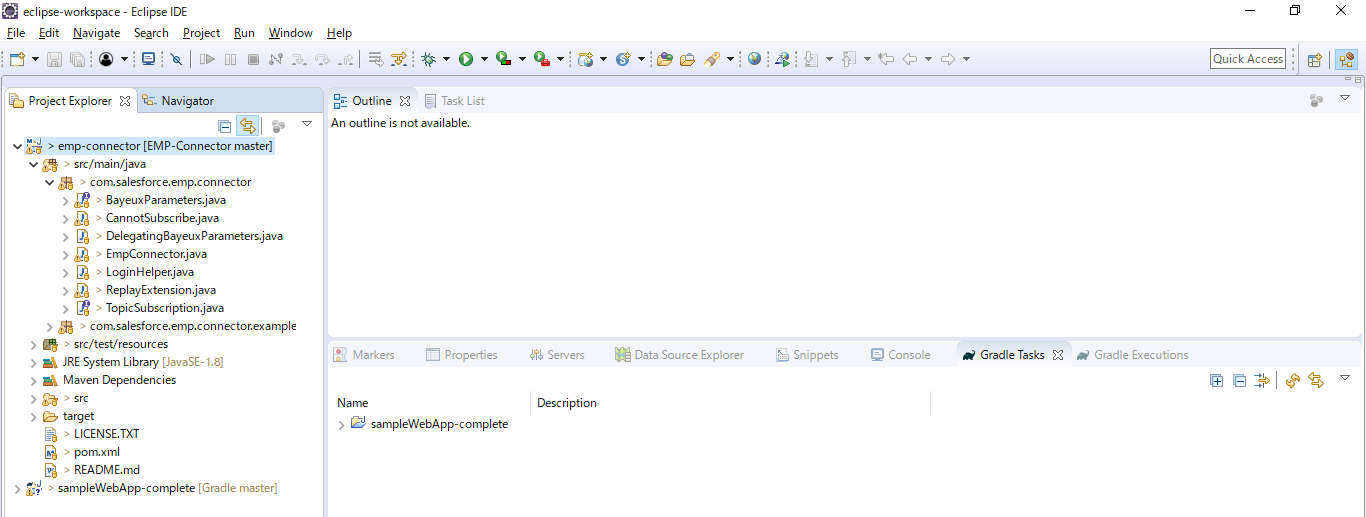 eclipse-workspace - Eclipse IDE
File Edit Navigate Search Project Run Window Help
Quick Access
Project Explorer Navigator
> emp-connector [EMP-Connector master]
> src/main/java
> com.salesforce.emp.connector
> BayeuxParameters.java
> CannotSubscribe.java
> DelegatingBayeuxParameters.java
> EmpConnector.java
> LoginHelper.java
> ReplayExtension.java
> TopicSubscription.java
> com.salesforce.emp.connector.example
> src/test/resources
JRE System Library [JavaSE-1.8]
Maven Dependencies
> src
target
> LICENSE.TXT
> pom.xml
> README.md
> sampleWebApp-complete [Gradle master]
Outline Task List
An outline is not available.
Markers Properties Servers Data Source Explorer Snippets Console Gradle Tasks Gradle Executions
Name Description
sampleWebApp-complete